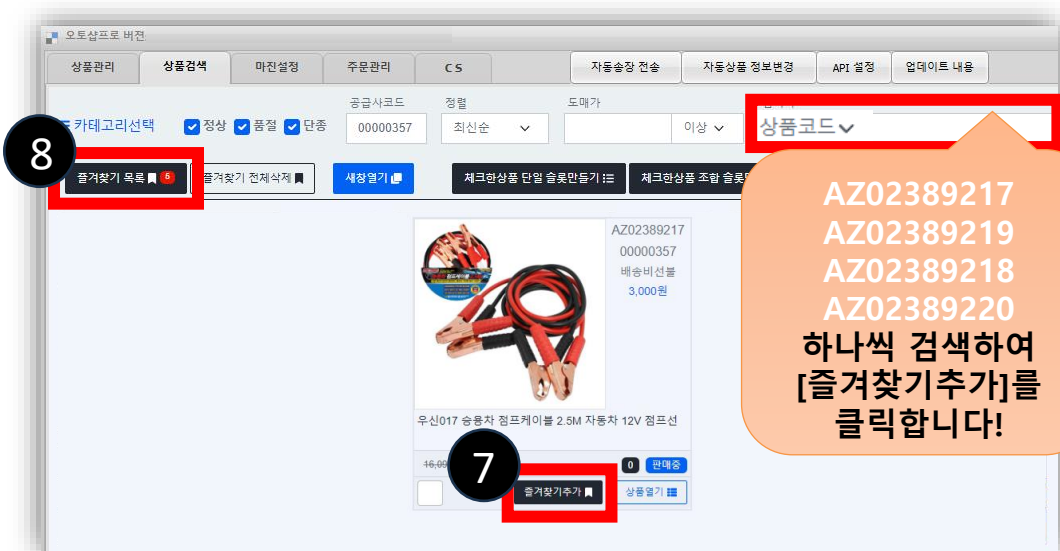 오토샵프로 버젼
상품관리 상품검색 마진설정 주문관리 CS 자동송장 전송 자동상품 정보변경 API 설정 업데이트 내용
공급사코드 정렬 도매가
카테고리선택 정상 품절 단종 00000357 최신순 이상 상품코드
8
즐겨찾기 목록 5 즐겨찾기 전체삭제 새창열기 체크한상품 단일 슬롯만들기 체크한상품 조합
AZ02389217
00000357
배송비선불
3,000원
AZ02389217
AZ02389219
AZ02389218
AZ02389220
하나씩 검색하여
[즐겨찾기추가]를
클릭합니다!
우신017 승용차 점프케이블 2.5M 자동차 12V 점프선
7
0 판매중
즐겨찾기추가 상품열기